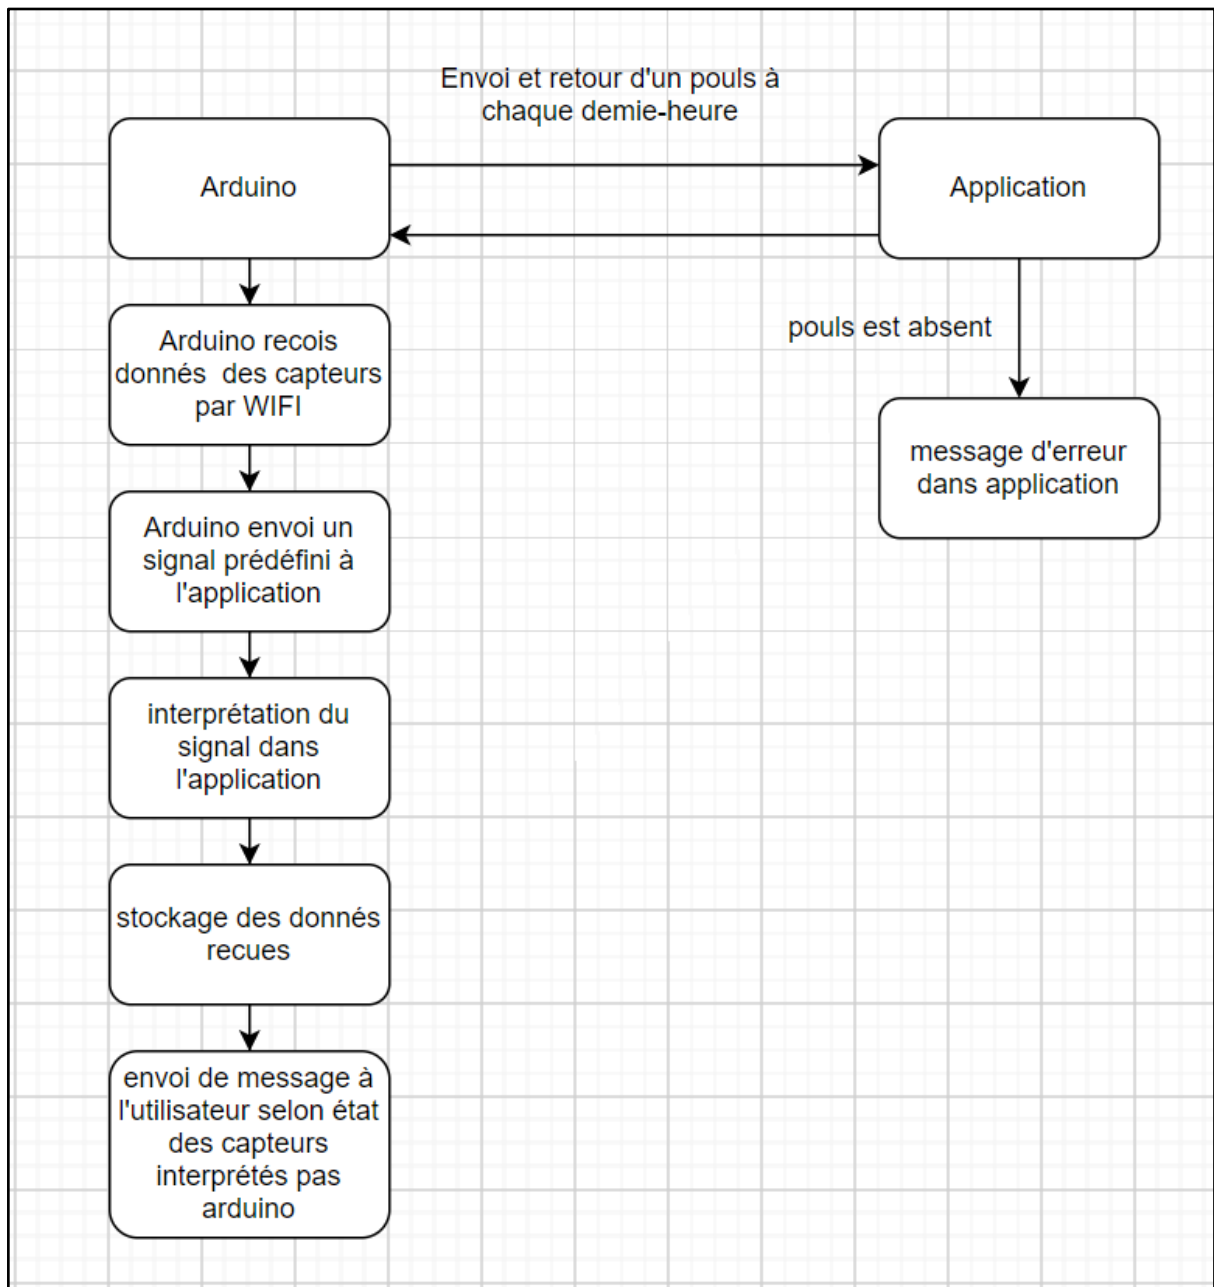 Envoi et retour d'un pouls à
chaque demie-heure
Arduino
Application
Arduino recois
donnés des capteurs
par WIFI
pouls est absent
message d'erreur
dans application
Arduino envoi un
signal prédéfini à
l'application
interprétation du
signal dans
l'application
stockage des donnés
recues
envoi de message à
l'utilisateur selon état
des capteurs
interprétés pas
arduino